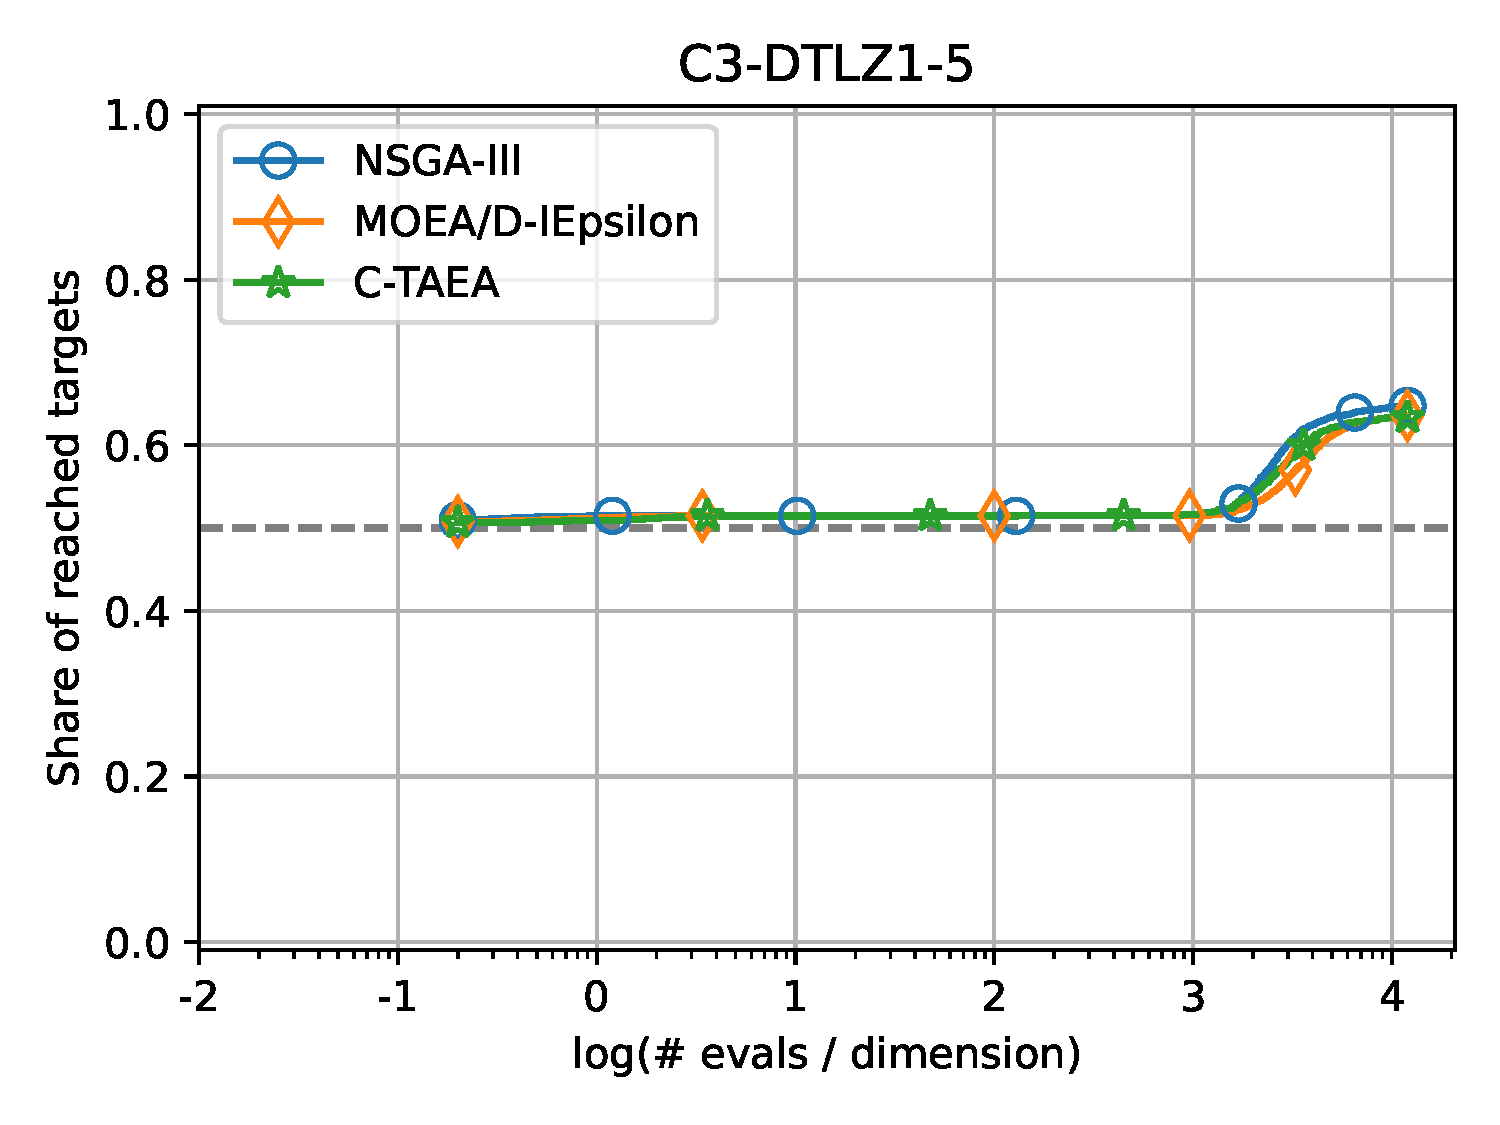 C3-DTLZ1-5
NSGA-III
MOEA/D-IEpsilon
C-TAEA
Share of reached targets
1.0
0.8
0.6
0.4
0.2
0.0
-2 -1 0 1 2 3 4
log(# evals / dimension)